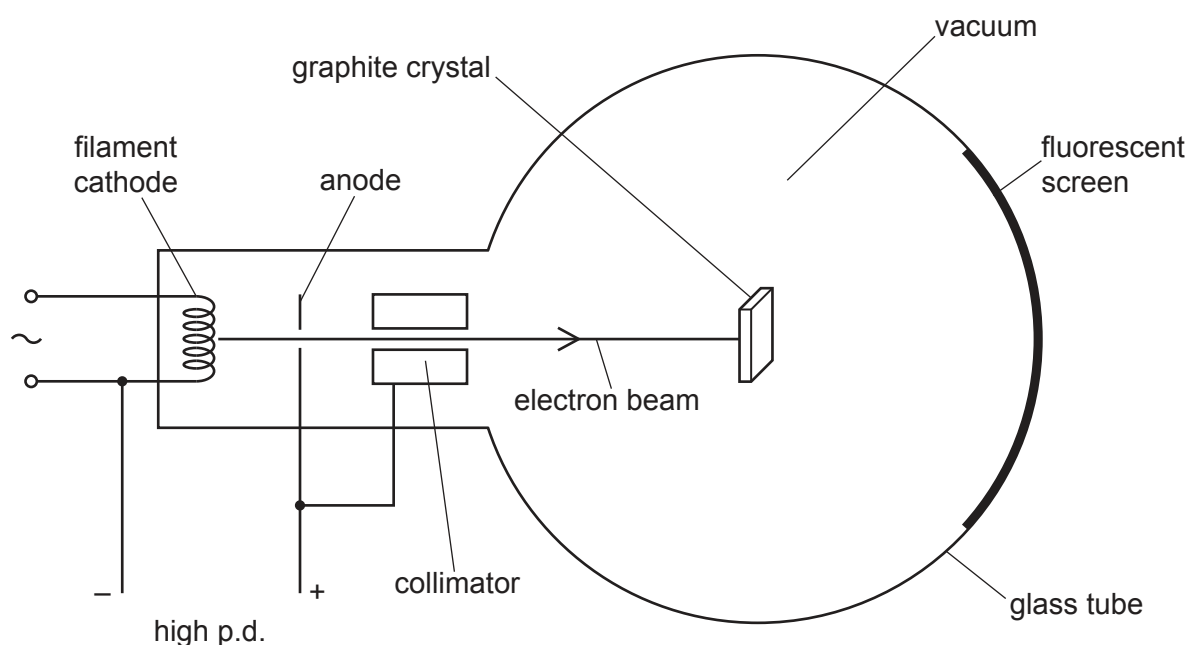 vacuum
graphite crystal
fluorescent
screen
filament
cathode
anode
electron beam
collimator
glass tube
– +
high p.d.